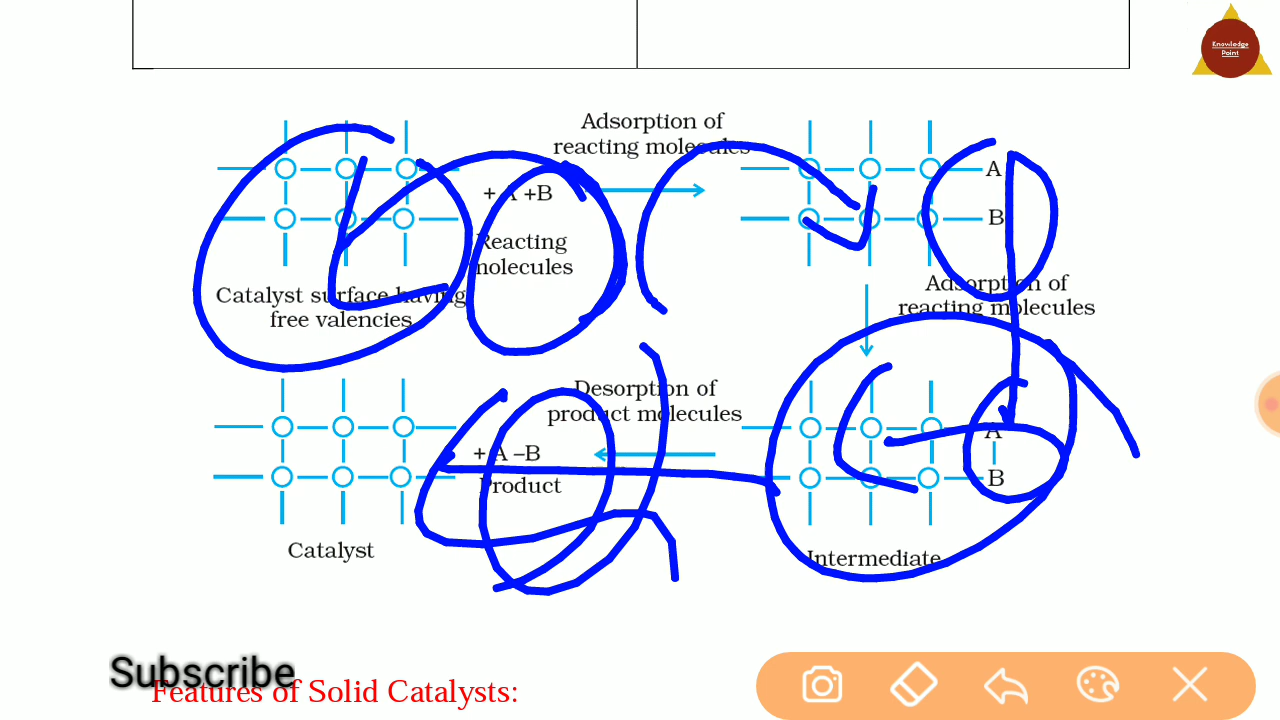 Knowledge
Point
Adsorption of
reacting molecules
+ A +B
A
B
Reacting
molecules
Catalyst surface having
free valencies
Adsorption of
reacting molecules
Desorption of
product molecules
+ A –B
Product
A
B
Catalyst
Intermediate
Subscribe
Features of Solid Catalysts: